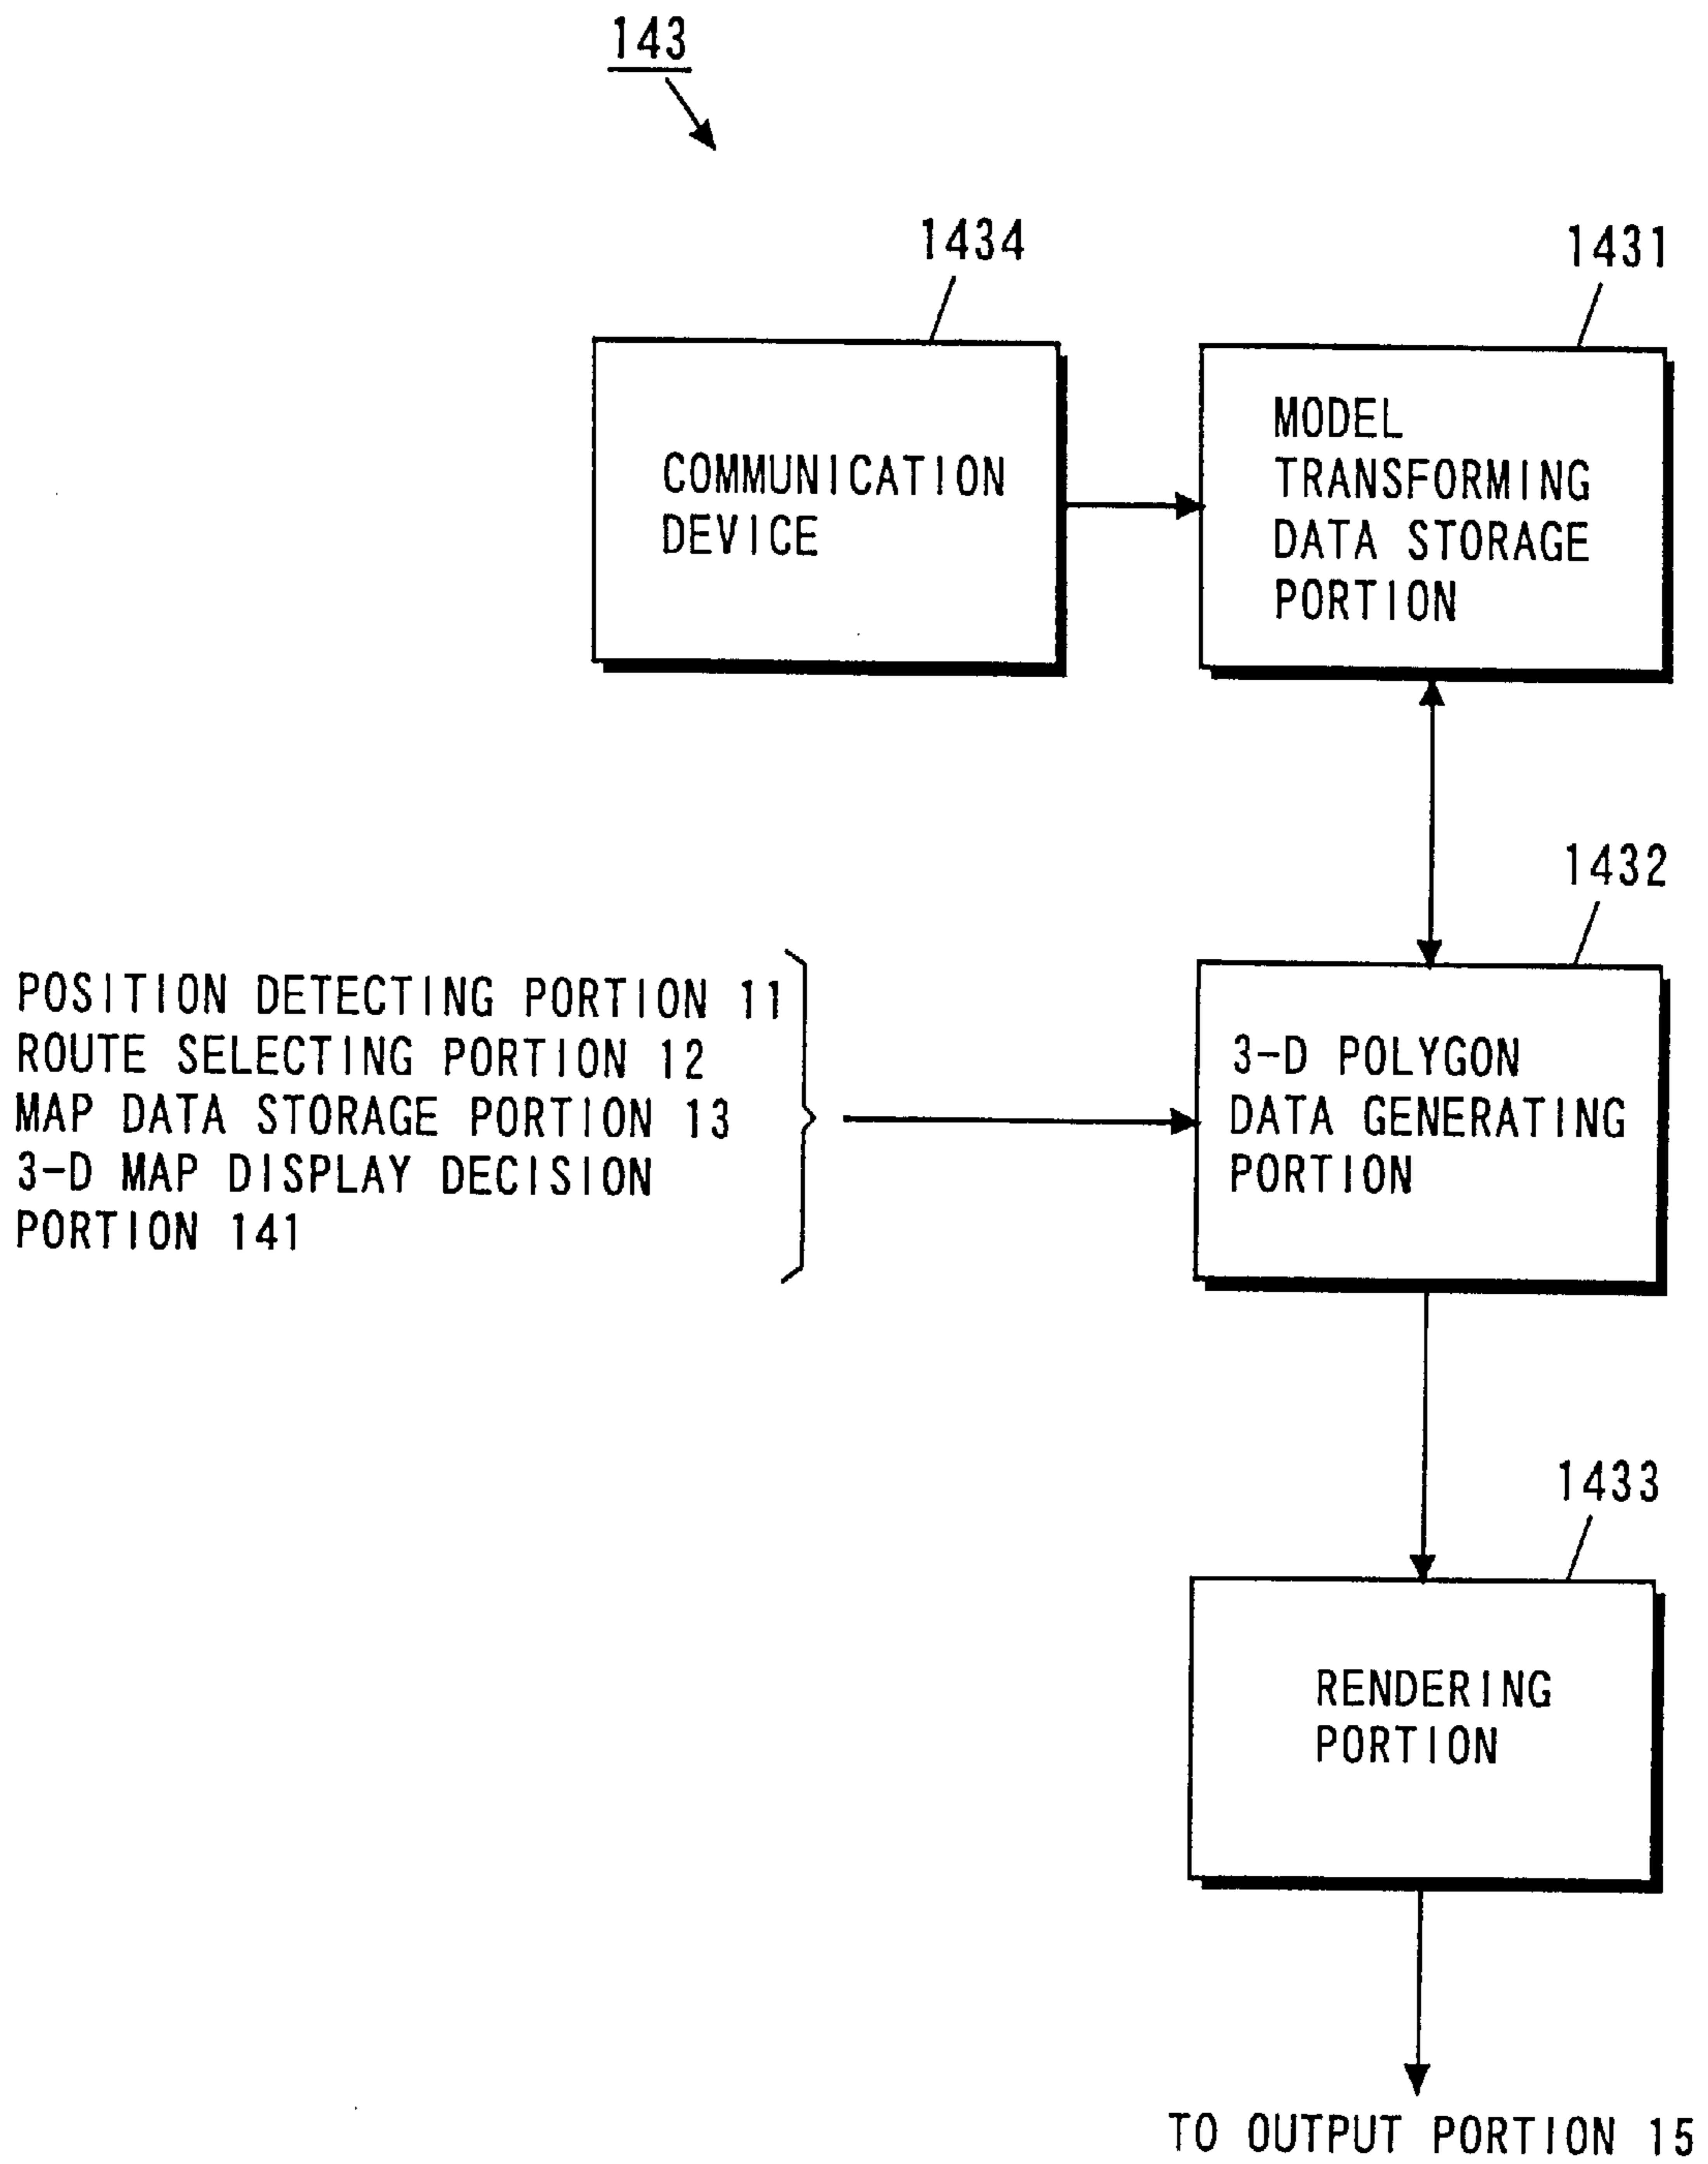 143
1434
1431
COMMUNICATION
DEVICE
MODEL
TRANSFORMING
DATA STORAGE
PORTION
1432
POSITION DETECTING PORTION 11
ROUTE SELECTING PORTION 12
MAP DATA STORAGE PORTION 13
3-D MAP DISPLAY DECISION
PORTION 141
3-D POLYGON
DATA GENERATING
PORTION
1433
RENDERING
PORTION
TO OUTPUT PORTION 15